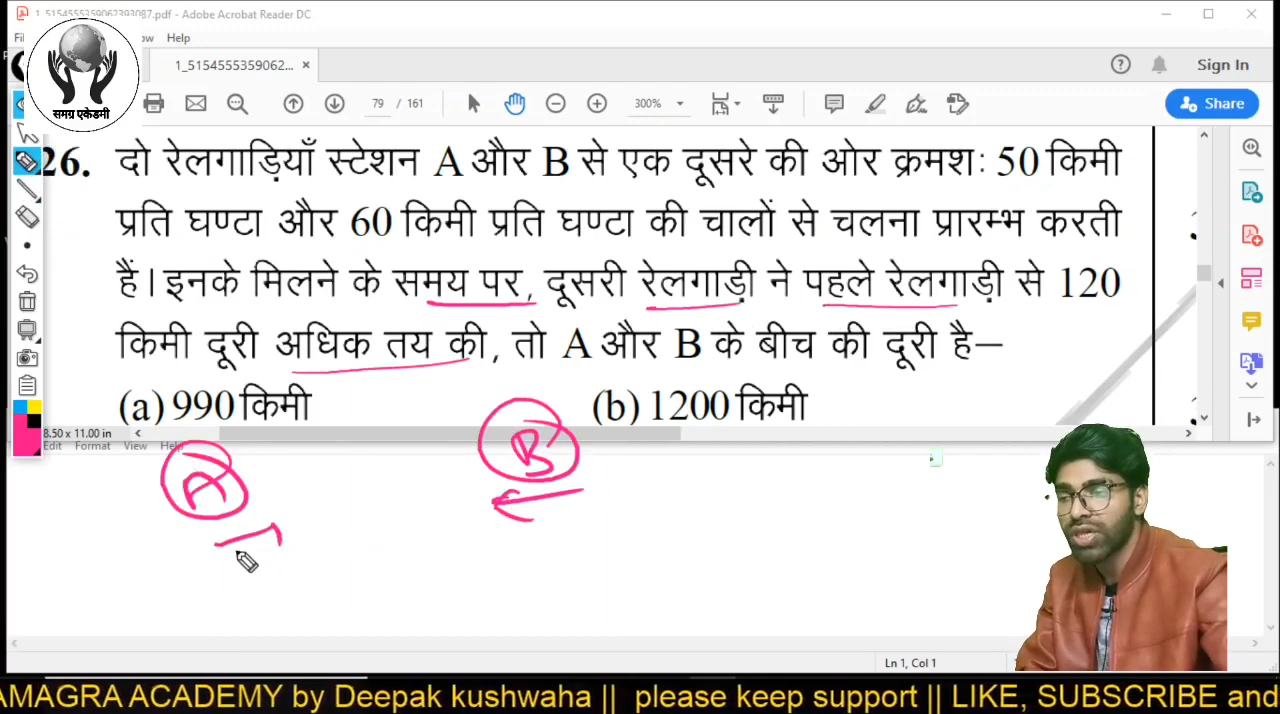 1_5154555359062393087.pdf - Adobe Acrobat Reader DC
Help
1_5154555359062... ×
Sign In
79 / 161
300%
Share
समग्र एकेडमी
26. दो रेलगाड़ियाँ स्टेशन A और B से एक दूसरे की ओर क्रमशः 50 किमी
प्रति घण्टा और 60 किमी प्रति घण्टा की चालों से चलना प्रारम्भ करती
हैं। इनके मिलने के समय पर, दूसरी रेलगाड़ी ने पहले रेलगाड़ी से 120
किमी दूरी अधिक तय की, तो A और B के बीच की दूरी है—
(a) 990 किमी (b) 1200 किमी
8.50 x 11.00 in
Edit Format View Help
A B
Ln 1, Col 1
AMAGRA ACADEMY by Deepak kushwaha || please keep support || LIKE, SUBSCRIBE and